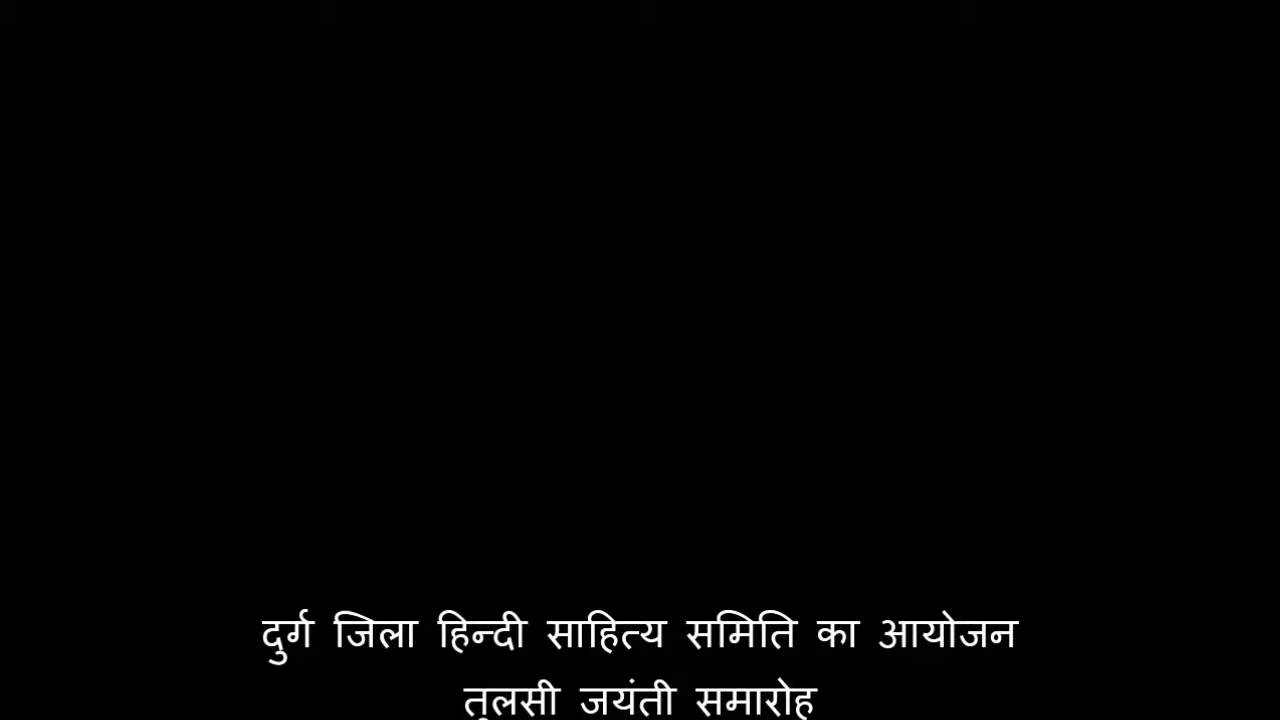 दुर्ग जिला हिन्दी साहित्य समिति का आयोजन
तुलसी जयंती समारोह